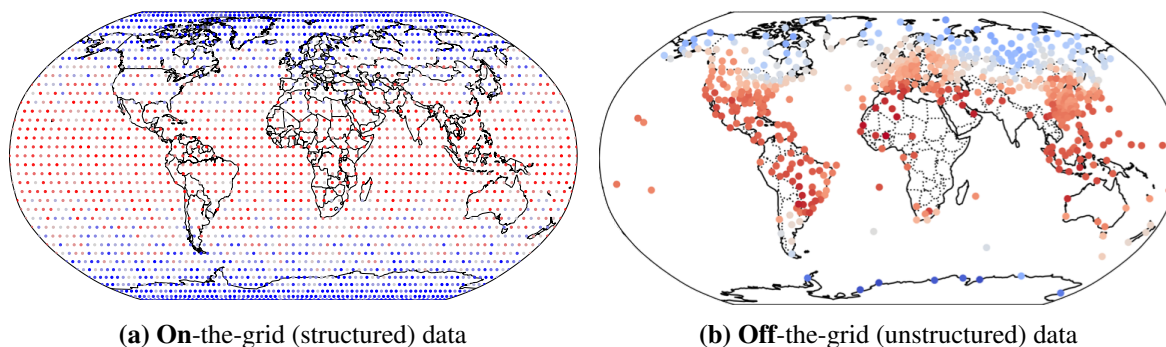 (a) On-the-grid (structured) data
(b) Off-the-grid (unstructured) data